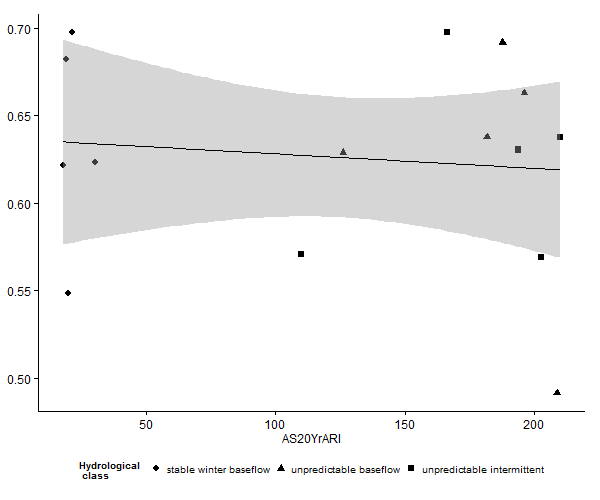 0.70
0.65
0.60
0.55
0.50
50 100 150 200
AS20YrARI
Hydrological class stable winter baseflow unpredictable baseflow unpredictable intermittent